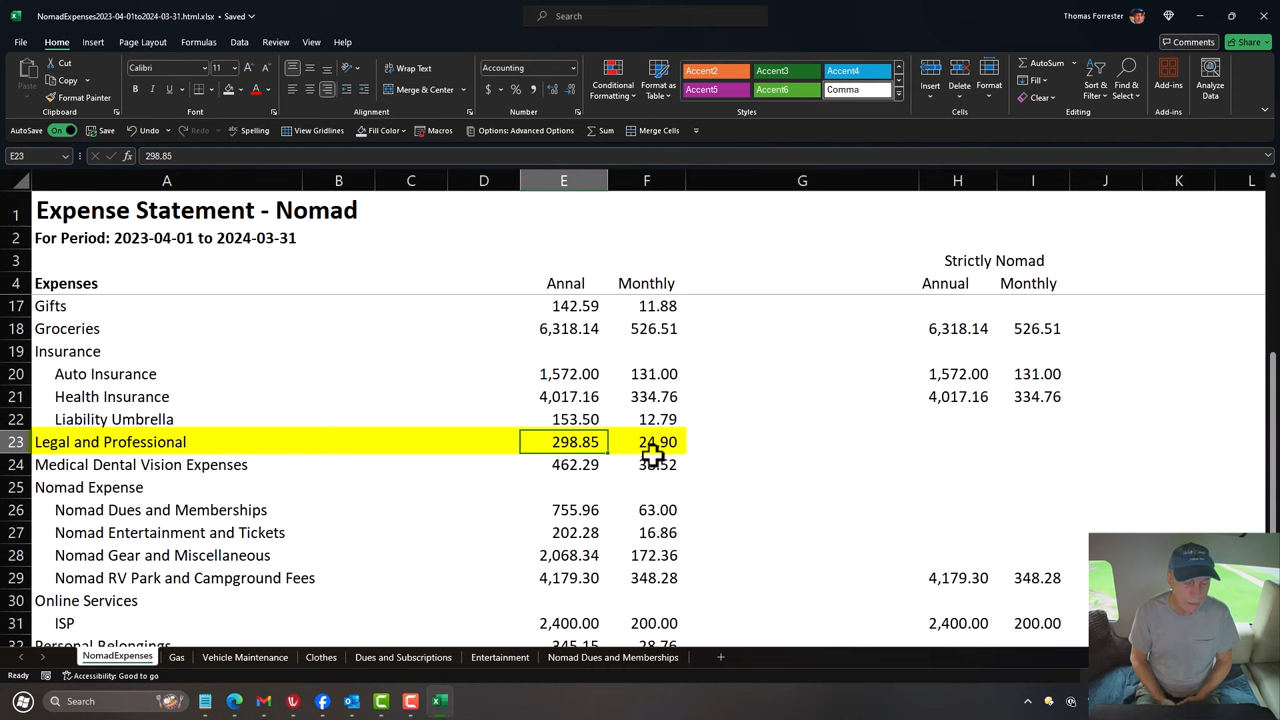 NomadExpenses2023-04-01to2024-03-31.html.xlsx • Saved
Search
Thomas Forrester
File Home Insert Page Layout Formulas Data Review View Help
Comments Share
Paste
Cut
Copy
Format Painter
Clipboard
Calibri 11
B I U A
Font
Wrap Text
Merge & Center
Alignment
Accounting
$ % ,
Number
Conditional Formatting
Format as Table
Accent2 Accent3 Accent4
Accent5 Accent6 Comma
Styles
Insert Delete Format
Cells
AutoSum
Fill
Clear
Sort & Filter
Find & Select
Editing
Add-ins
Add-ins
Analyze Data
AutoSave On Save Undo Redo Spelling View Gridlines Fill Color Macros Options: Advanced Options Sum Merge Cells
E23 fx 298.85
A B C D E F G H I J K L
1 Expense Statement - Nomad
2 For Period: 2023-04-01 to 2024-03-31
3 Strictly Nomad
4 Expenses Annal Monthly Annual Monthly
17 Gifts 142.59 11.88
18 Groceries 6,318.14 526.51 6,318.14 526.51
19 Insurance
20 Auto Insurance 1,572.00 131.00 1,572.00 131.00
21 Health Insurance 4,017.16 334.76 4,017.16 334.76
22 Liability Umbrella 153.50 12.79
23 Legal and Professional 298.85 24.90
24 Medical Dental Vision Expenses 462.29 38.52
25 Nomad Expense
26 Nomad Dues and Memberships 755.96 63.00
27 Nomad Entertainment and Tickets 202.28 16.86
28 Nomad Gear and Miscellaneous 2,068.34 172.36
29 Nomad RV Park and Campground Fees 4,179.30 348.28 4,179.30 348.28
30 Online Services
31 ISP 2,400.00 200.00 2,400.00 200.00
32 Personal Belongings 345.15 28.76
NomadExpenses Gas Vehicle Maintenance Clothes Dues and Subscriptions Entertainment Nomad Dues and Memberships
Ready Accessibility: Good to go
Search